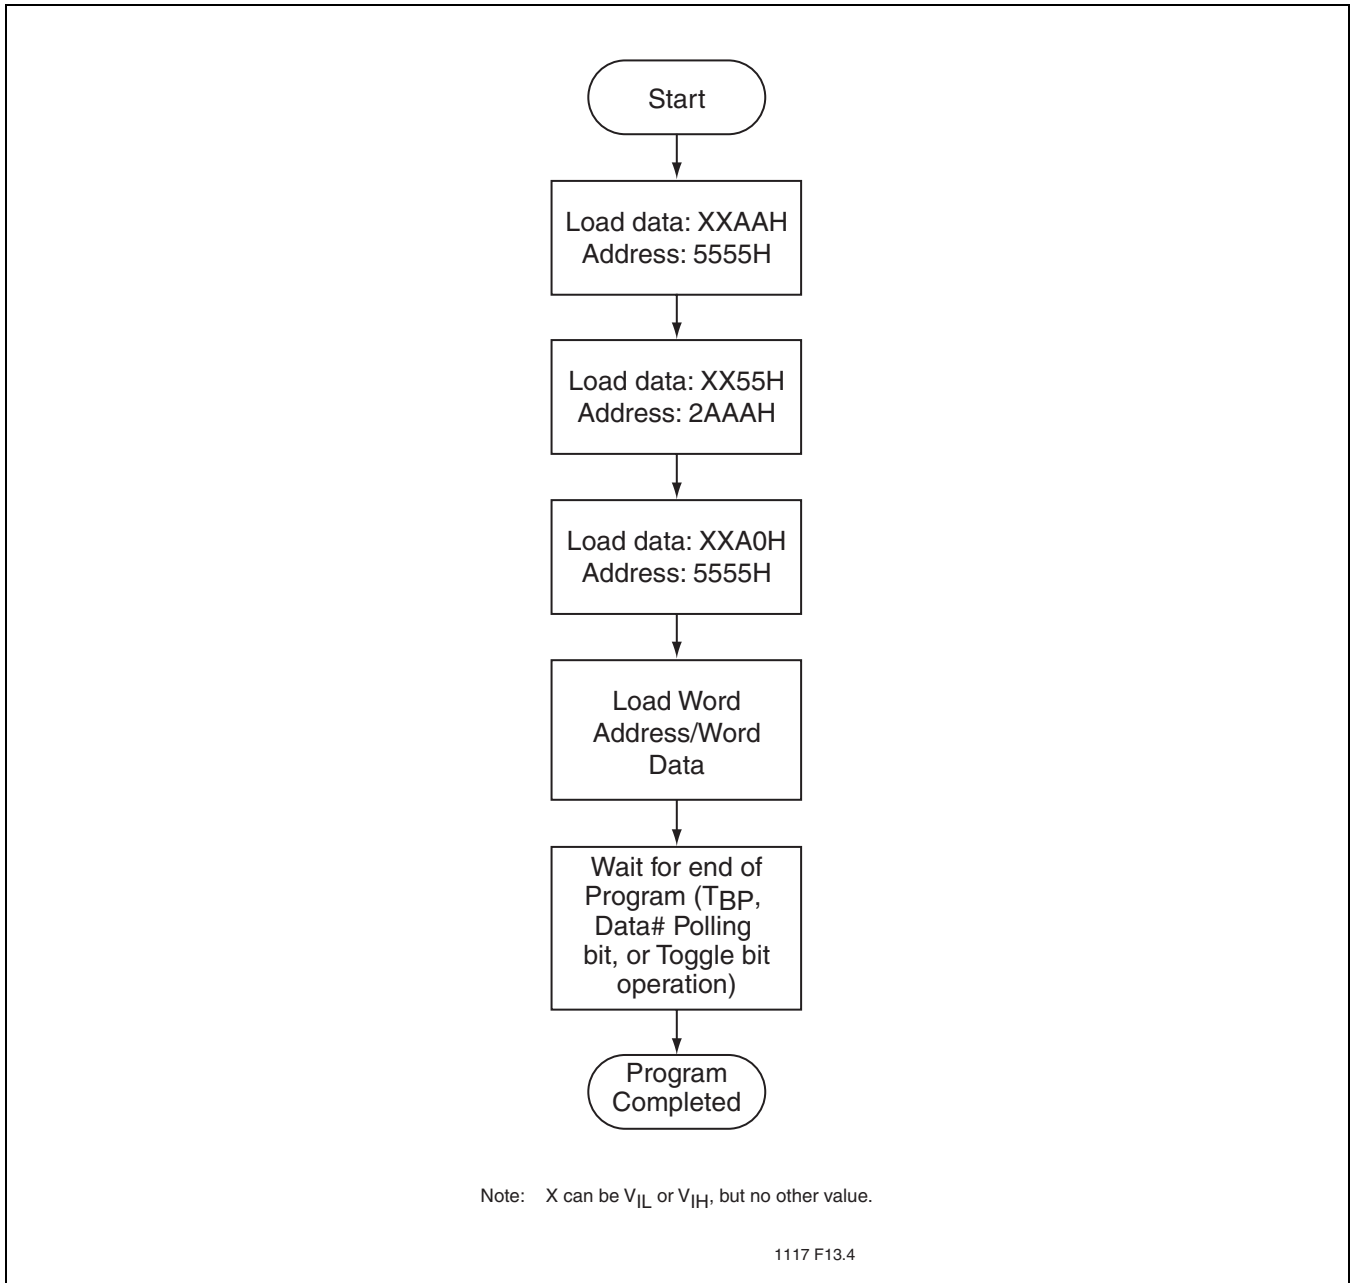 Start
Load data: XXAAH
Address: 5555H
Load data: XX55H
Address: 2AAAH
Load data: XXA0H
Address: 5555H
Load Word
Address/Word
Data
Wait for end of
Program (TBP,
Data# Polling
bit, or Toggle bit
operation)
Program
Completed
Note: X can be VIL or VIH, but no other value.
1117 F13.4